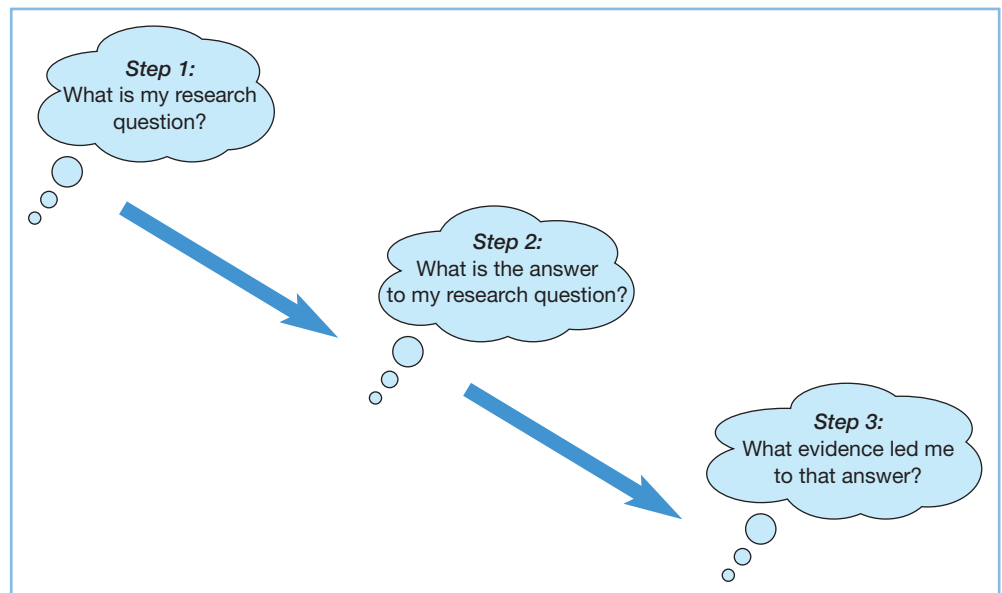 Step 1:
What is my research
question?
Step 2:
What is the answer
to my research question?
Step 3:
What evidence led me
to that answer?